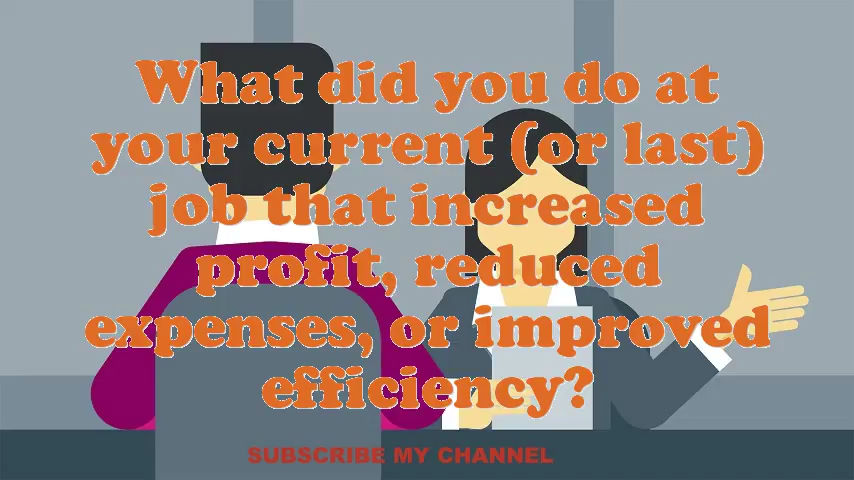 What did you do at
your current (or last)
job that increased
profit, reduced
expenses, or improved
efficiency?
SUBSCRIBE MY CHANNEL